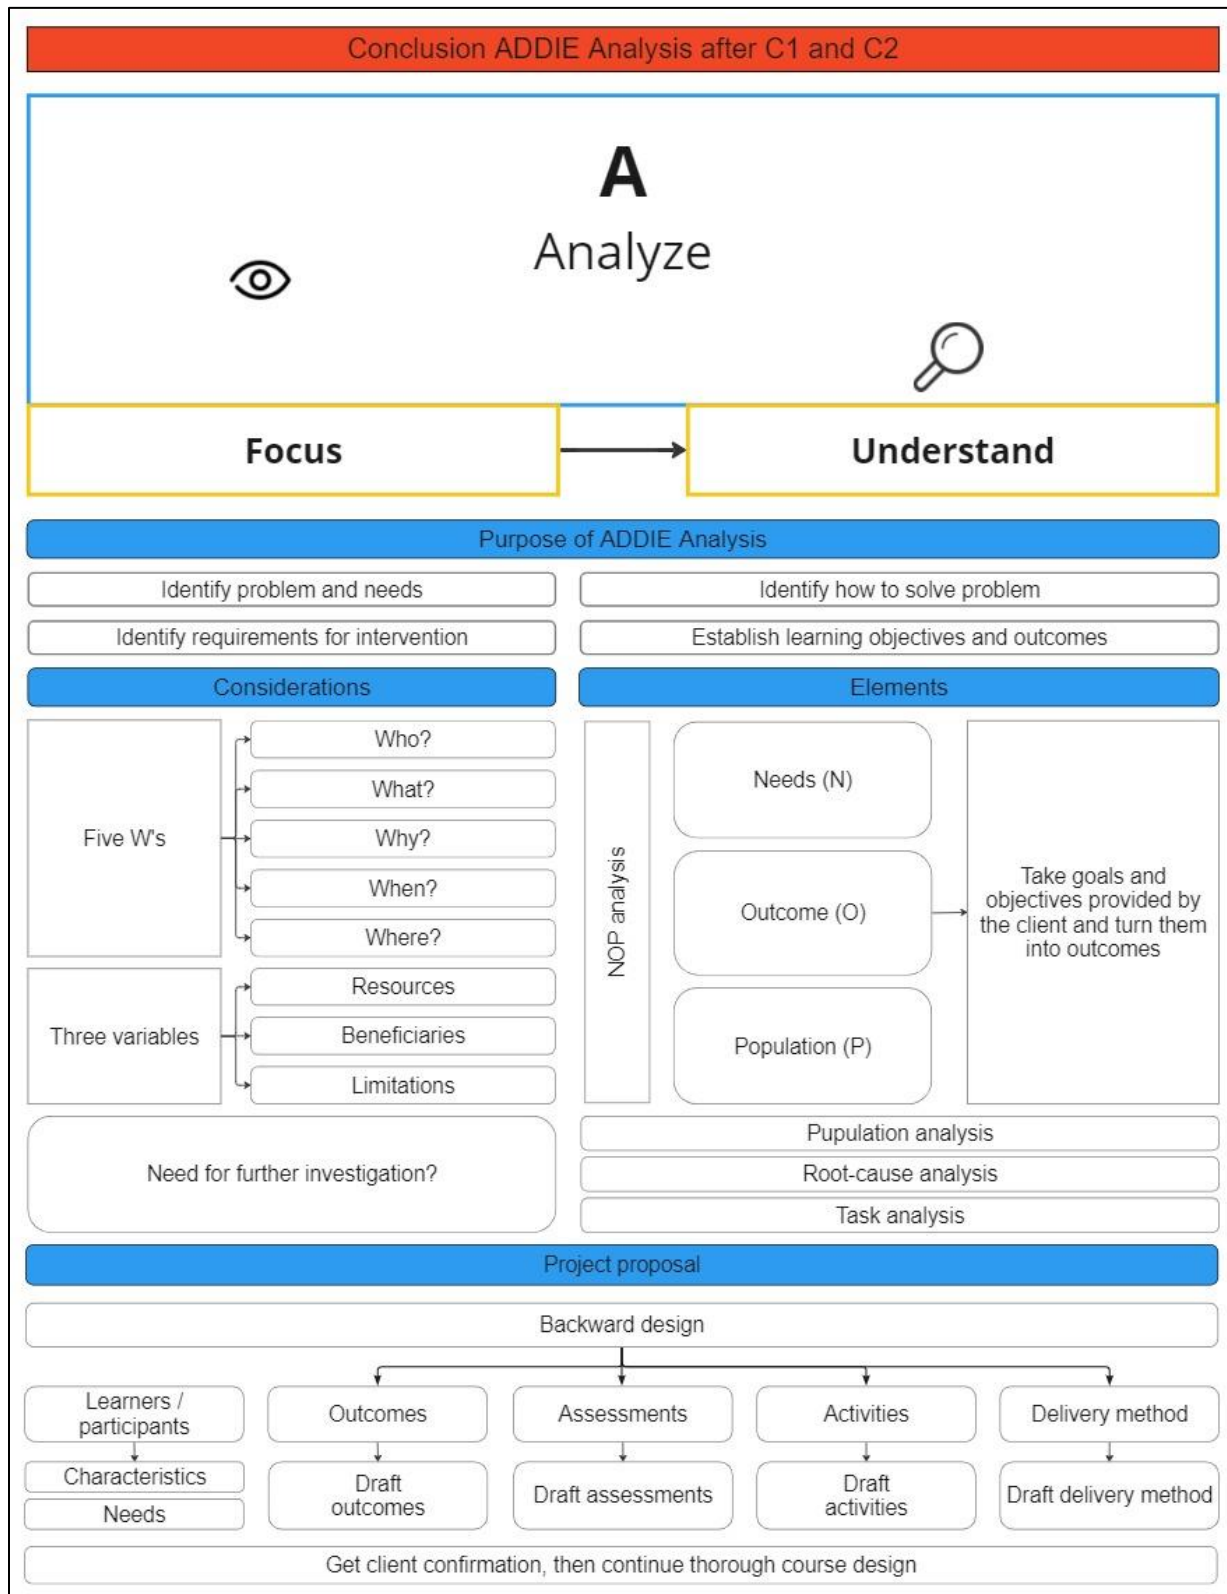 Conclusion ADDIE Analysis after C1 and C2
A
Analyze
Focus
Understand
Purpose of ADDIE Analysis
Identify problem and needs
Identify how to solve problem
Identify requirements for intervention
Establish learning objectives and outcomes
Considerations
Five W's
Who?
What?
Why?
When?
Where?
Three variables
Resources
Beneficiaries
Limitations
Need for further investigation?
Elements
NOP analysis
Needs (N)
Outcome (O)
Population (P)
Take goals and
objectives provided by
the client and turn them
into outcomes
Pupulation analysis
Root-cause analysis
Task analysis
Project proposal
Backward design
Learners /
participants
Characteristics
Needs
Outcomes
Draft
outcomes
Assessments
Draft assessments
Activities
Draft
activities
Delivery method
Draft delivery method
Get client confirmation, then continue thorough course design